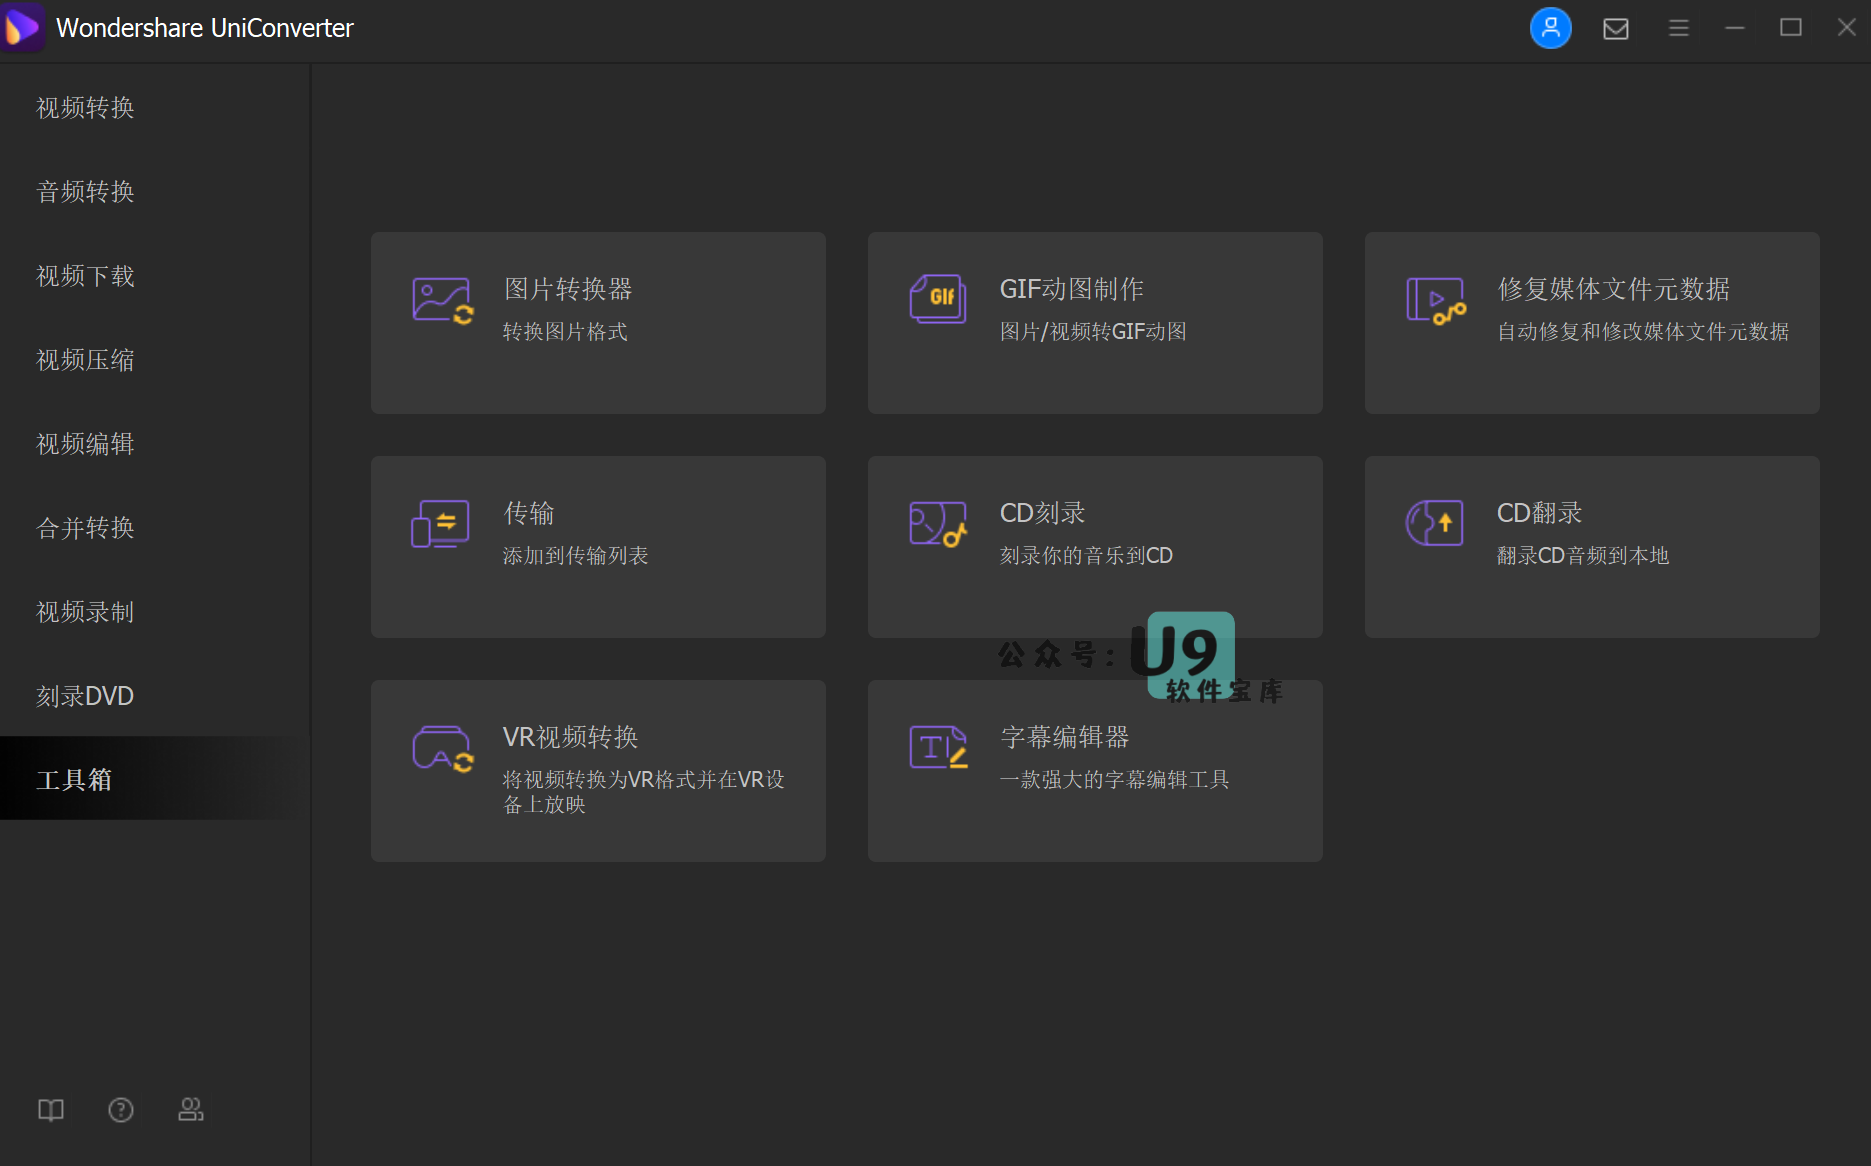 Wondershare UniConverter
视频转换
音频转换
视频下载
视频压缩
视频编辑
合并转换
视频录制
刻录DVD
工具箱
图片转换器
转换图片格式
GIF动图制作
图片/视频转GIF动图
GIF
修复媒体文件元数据
自动修复和修改媒体文件元数据
传输
添加到传输列表
CD刻录
刻录你的音乐到CD
CD翻录
翻录CD音频到本地
公众号:U9
软件宝库
VR视频转换
将视频转换为VR格式并在VR设
备上放映
字幕编辑器
一款强大的字幕编辑工具